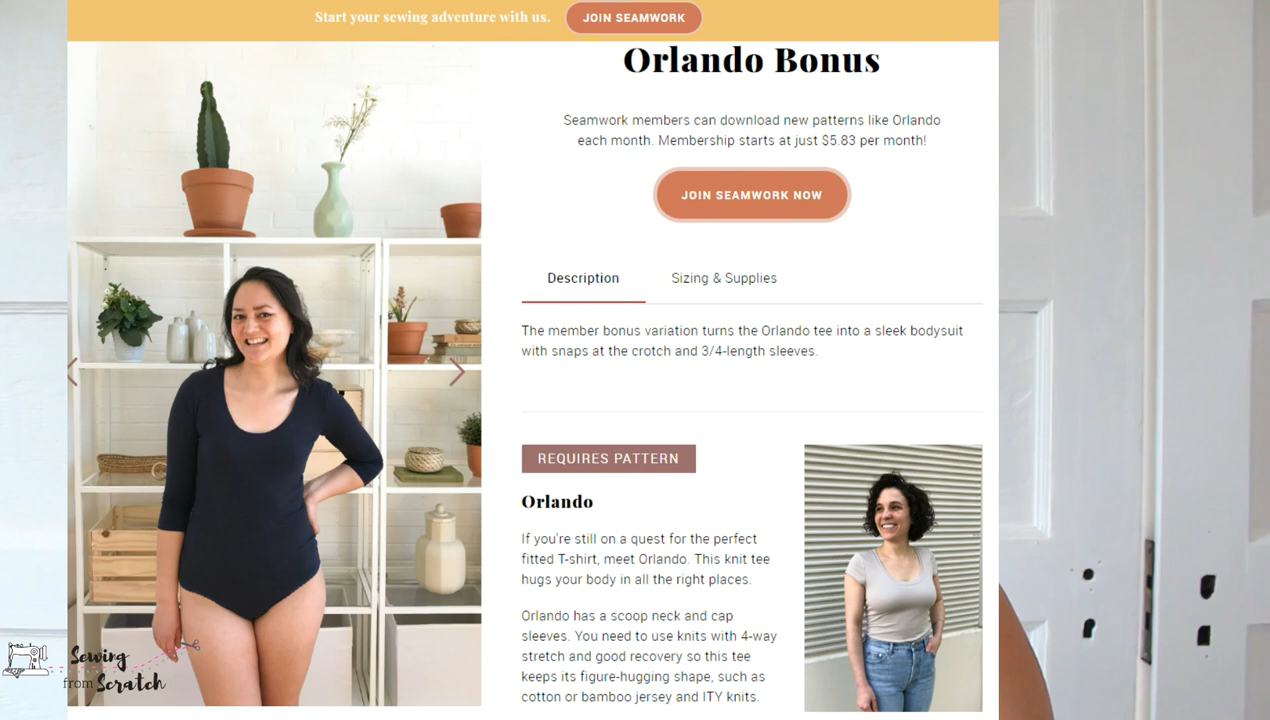 Start your sewing adventure with us.
JOIN SEAMWORK
Orlando Bonus
Seamwork members can download new patterns like Orlando
each month. Membership starts at just $5.83 per month!
JOIN SEAMWORK NOW
Description
Sizing & Supplies
The member bonus variation turns the Orlando tee into a sleek bodysuit
with snaps at the crotch and 3/4-length sleeves.
REQUIRES PATTERN
Orlando
If you're still on a quest for the perfect
fitted T-shirt, meet Orlando. This knit tee
hugs your body in all the right places.
Orlando has a scoop neck and cap
sleeves. You need to use knits with 4-way
stretch and good recovery so this tee
keeps its figure-hugging shape, such as
cotton or bamboo jersey and ITY knits.
Sewing
from Scratch